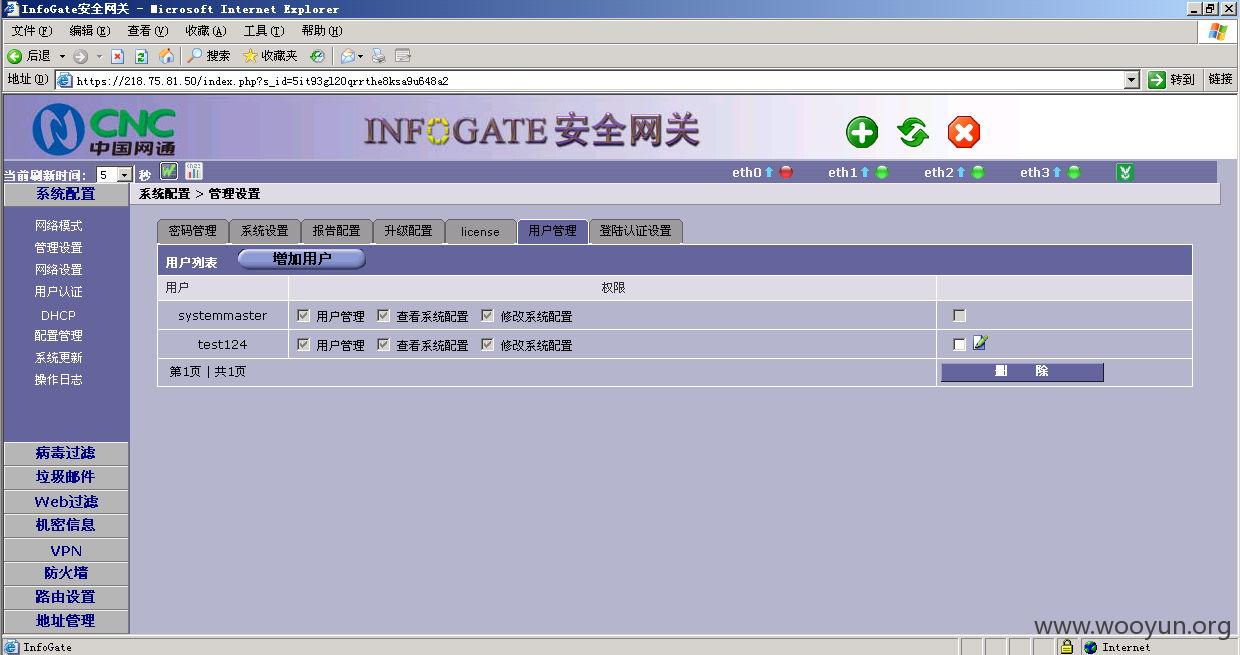 InfoGate安全网关 - Microsoft Internet Explorer
文件(F) 编辑(E) 查看(V) 收藏(A) 工具(T) 帮助(H)
后退 搜索 收藏夹
地址(D) https://218.75.81.50/index.php?s_id=5it93gl20qrrthe8ksa9u648a2 转到 链接
CNC 中国网通 INFOGATE 安全网关
当前刷新时间: 5 秒 eth0 eth1 eth2 eth3
系统配置 系统配置 > 管理设置
网络模式
管理设置
网络设置
用户认证
DHCP
配置管理
系统更新
操作日志
病毒过滤
垃圾邮件
Web过滤
机密信息
VPN
防火墙
路由设置
地址管理
密码管理 系统设置 报告配置 升级配置 license 用户管理 登陆认证设置
用户列表 增加用户
用户 权限
systemmaster 用户管理 查看系统配置 修改系统配置
test124 用户管理 查看系统配置 修改系统配置
第1页 | 共1页 删 除
www.wooyun.org
InfoGate Internet